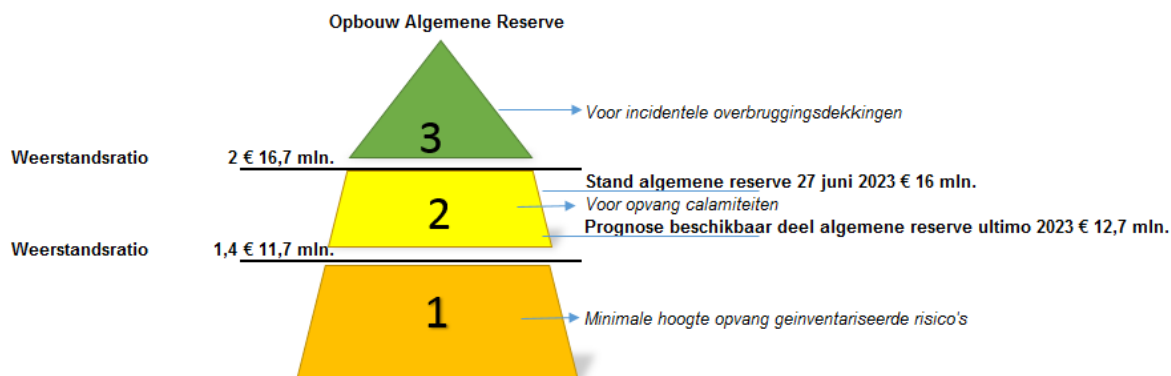 Opbouw Algemene Reserve
Voor incidentele overbruggingsdekkingen
3
Weerstandsratio 2 € 16,7 mln.
Stand algemene reserve 27 juni 2023 € 16 mln.
Voor opvang calamiteiten
2
Prognose beschikbaar deel algemene reserve ultimo 2023 € 12,7 mln.
Weerstandsratio 1,4 € 11,7 mln.
1
Minimale hoogte opvang geinventariseerde risico's